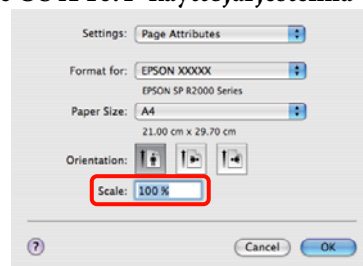 Settings: Page Attributes
Format for: EPSON XXXXX
EPSON SP R2000 Series
Paper Size: A4
21.00 cm x 29.70 cm
Orientation:
Scale: 100 %
? Cancel OK